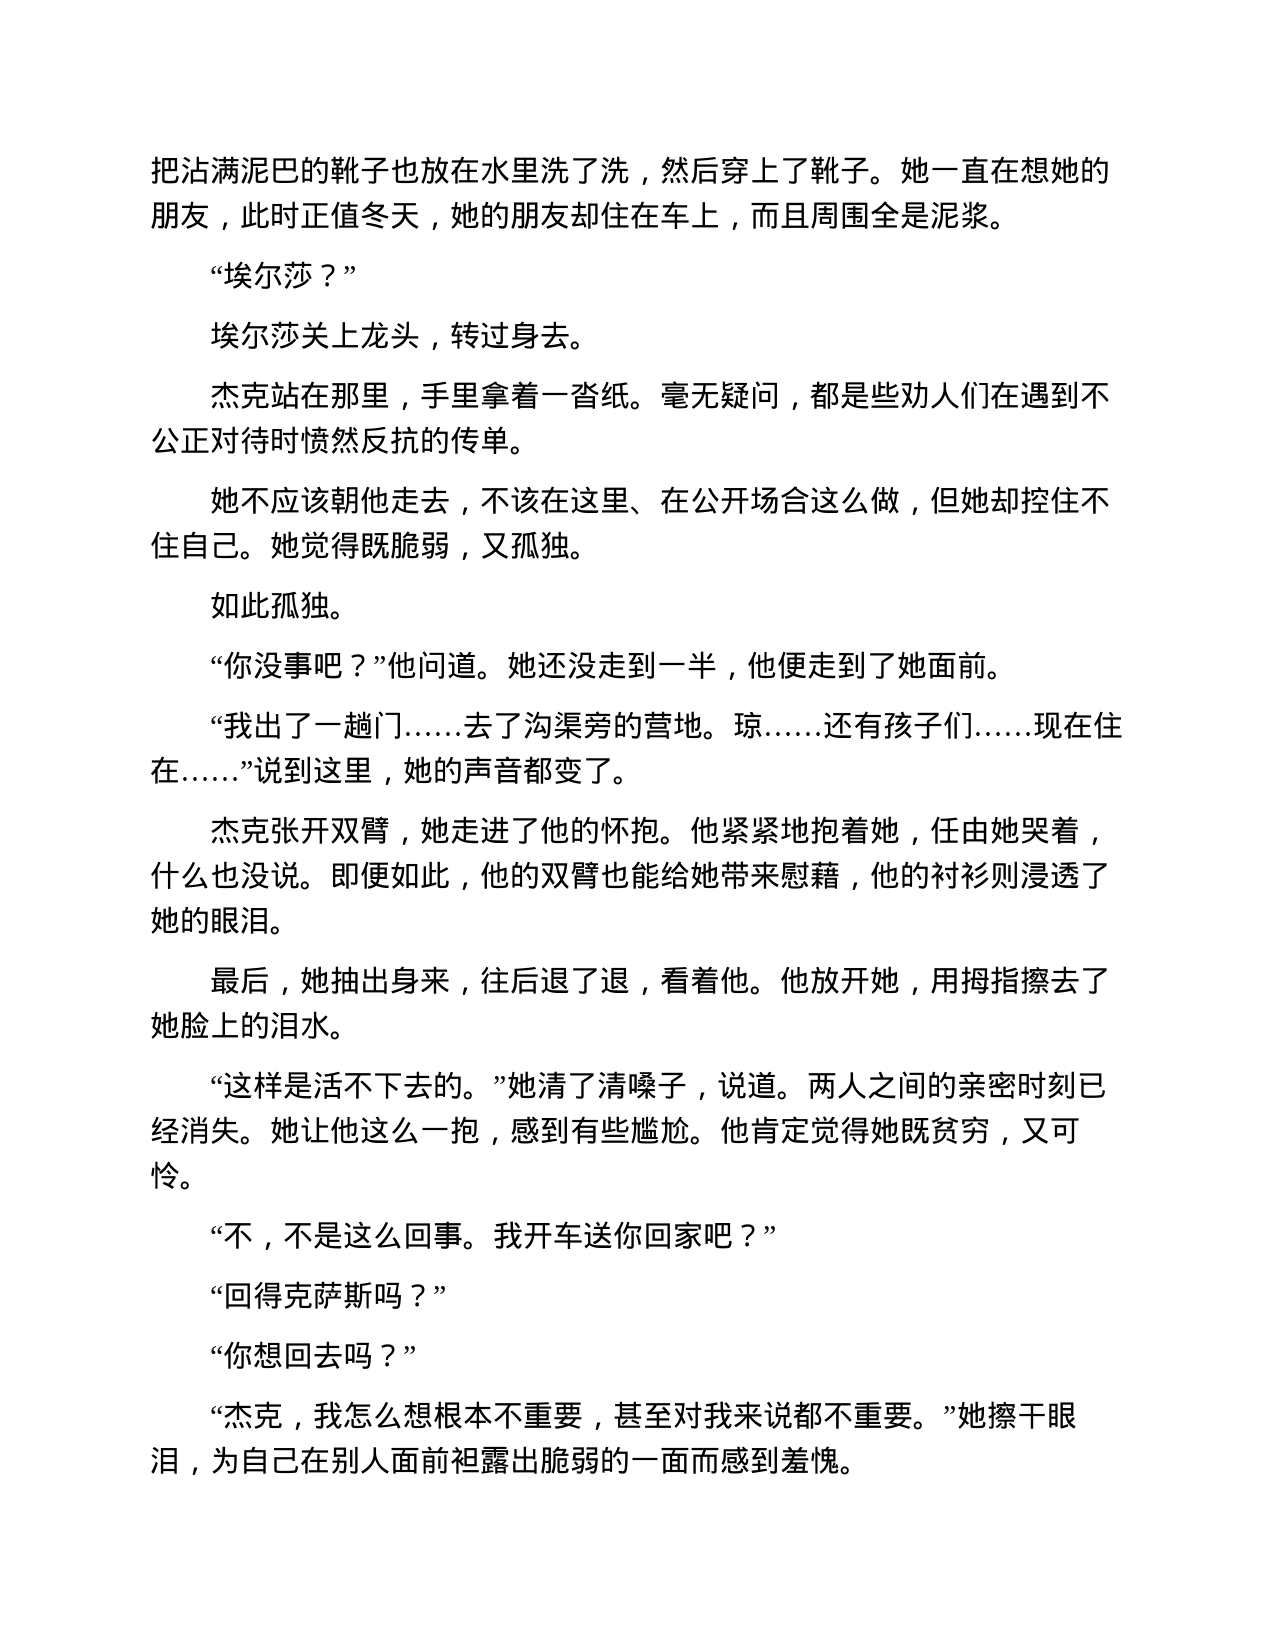 把沾满泥巴的靴子也放在水里洗了洗，然后穿上了靴子。她一直在想她的
朋友，此时正值冬天，她的朋友却住在车上，而且周围全是泥浆。
“埃尔莎？”
埃尔莎关上龙头，转过身去。
杰克站在那里，手里拿着一沓纸。毫无疑问，都是些劝人们在遇到不
公正对待时愤然反抗的传单。
她不应该朝他走去，不该在这里、在公开场合这么做，但她却控住不
住自己。她觉得既脆弱，又孤独。
如此孤独。
“你没事吧？”他问道。她还没走到一半，他便走到了她面前。
“我出了一趟门……去了沟渠旁的营地。琼……还有孩子们……现在住
在……”说到这里，她的声音都变了。
杰克张开双臂，她走进了他的怀抱。他紧紧地抱着她，任由她哭着，
什么也没说。即便如此，他的双臂也能给她带来慰藉，他的衬衫则浸透了
她的眼泪。
最后，她抽出身来，往后退了退，看着他。他放开她，用拇指擦去了
她脸上的泪水。
“这样是活不下去的。”她清了清嗓子，说道。两人之间的亲密时刻已
经消失。她让他这么一抱，感到有些尴尬。他肯定觉得她既贫穷，又可
怜。
“不，不是这么回事。我开车送你回家吧？”
“回得克萨斯吗？”
“你想回去吗？”
“杰克，我怎么想根本不重要，甚至对我来说都不重要。”她擦干眼
泪，为自己在别人面前袒露出脆弱的一面而感到羞愧。